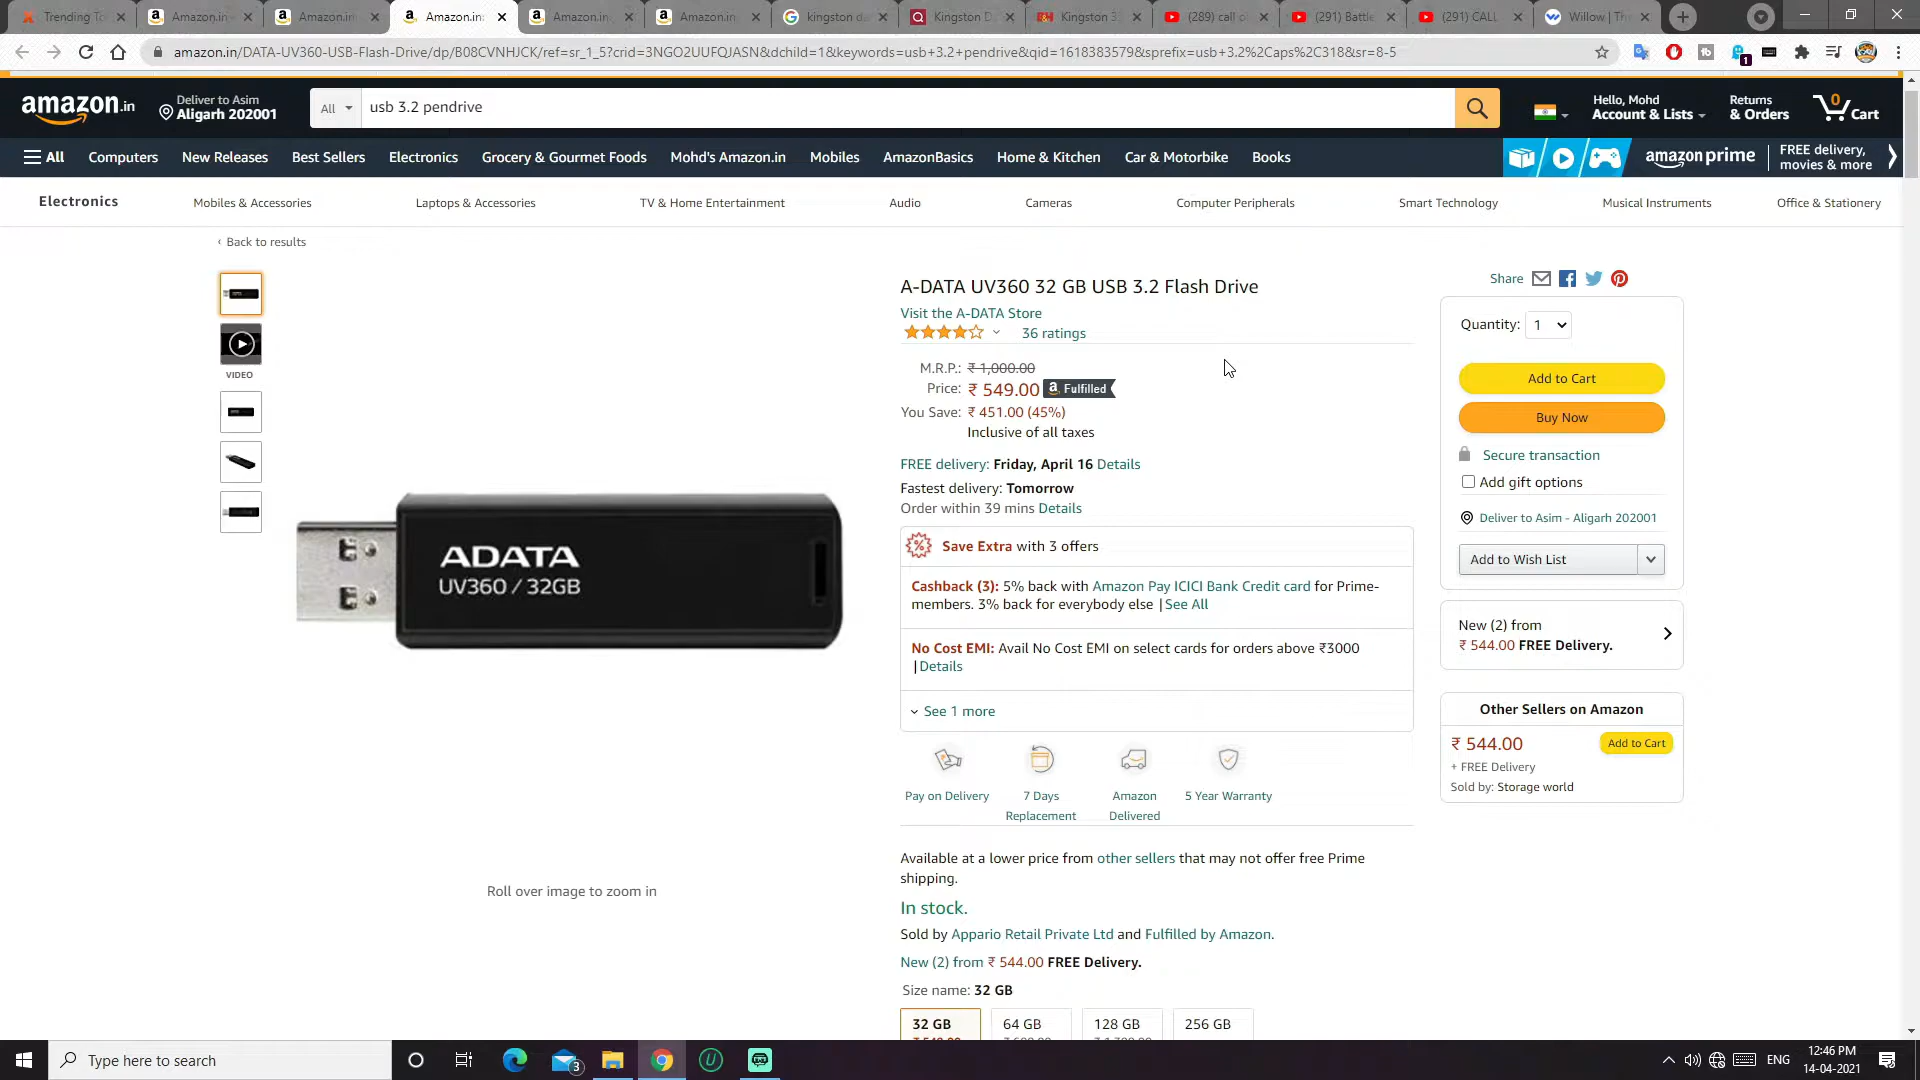 Trending To
Amazon.in
Amazon.in
Amazon.in:
Amazon.in
Amazon.in
kingston da
Kingston D
Kingston 3
(289) call o
(291) Battle
(291) CALL
Willow | Th
amazon.in/DATA-UV360-USB-Flash-Drive/dp/B08CVNHJCK/ref=sr_1_5?crid=3NGO2UUFQJASN&dchild=1&keywords=usb+3.2+pendrive&qid=1618383579&sprefix=usb+3.2%2Caps%2C318&sr=8-5
1
amazon.in
Deliver to Asim
Aligarh 202001
All
usb 3.2 pendrive
Hello, Mohd
Account & Lists
Returns
& Orders
0
Cart
All
Computers
New Releases
Best Sellers
Electronics
Grocery & Gourmet Foods
Mohd's Amazon.in
Mobiles
AmazonBasics
Home & Kitchen
Car & Motorbike
Books
amazon prime
FREE delivery,
movies & more
Electronics
Mobiles & Accessories
Laptops & Accessories
TV & Home Entertainment
Audio
Cameras
Computer Peripherals
Smart Technology
Musical Instruments
Office & Stationery
‹ Back to results
VIDEO
ADATA
UV360 / 32GB
Roll over image to zoom in
A-DATA UV360 32 GB USB 3.2 Flash Drive
Visit the A-DATA Store
36 ratings
M.R.P.: ₹ 1,000.00
Price: ₹ 549.00 Fulfilled
You Save: ₹ 451.00 (45%)
Inclusive of all taxes
FREE delivery: Friday, April 16 Details
Fastest delivery: Tomorrow
Order within 39 mins Details
Save Extra with 3 offers
Cashback (3): 5% back with Amazon Pay ICICI Bank Credit card for Prime-
members. 3% back for everybody else | See All
No Cost EMI: Avail No Cost EMI on select cards for orders above ₹3000
| Details
See 1 more
Pay on Delivery
7 Days
Replacement
Amazon
Delivered
5 Year Warranty
Available at a lower price from other sellers that may not offer free Prime
shipping.
In stock.
Sold by Appario Retail Private Ltd and Fulfilled by Amazon.
New (2) from ₹ 544.00 FREE Delivery.
Size name: 32 GB
32 GB
64 GB
128 GB
256 GB
Share
Quantity: 1
Add to Cart
Buy Now
Secure transaction
Add gift options
Deliver to Asim - Aligarh 202001
Add to Wish List
New (2) from
₹ 544.00 FREE Delivery.
Other Sellers on Amazon
₹ 544.00
Add to Cart
+ FREE Delivery
Sold by: Storage world
Type here to search
3
ENG
12:46 PM
14-04-2021